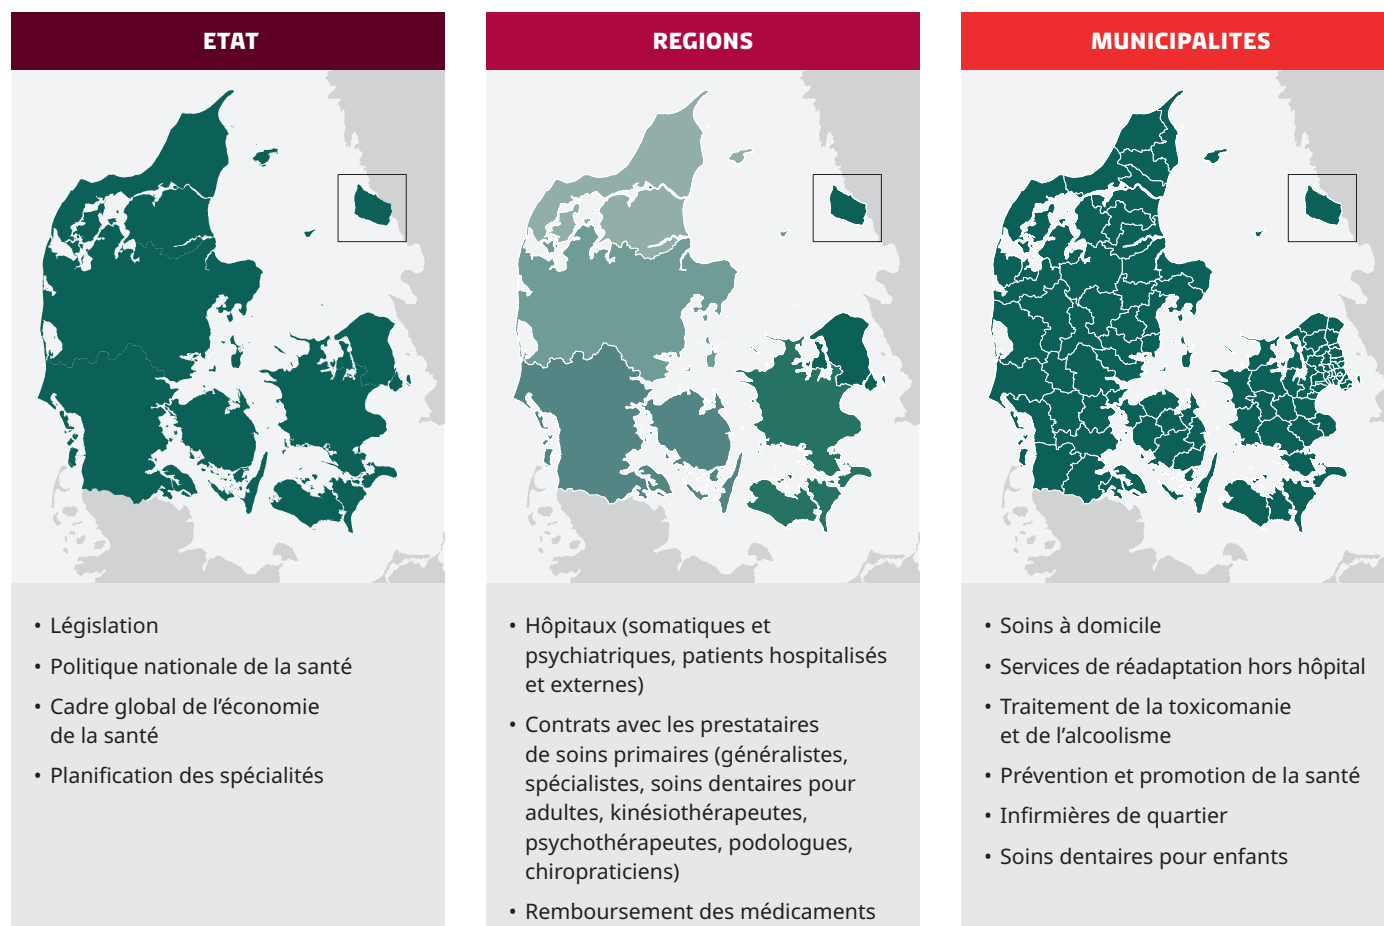 ETAT
• Législation
• Politique nationale de la santé
• Cadre global de l’économie
de la santé
• Planification des spécialités
REGIONS
• Hôpitaux (somatiques et
psychiatriques, patients hospitalisés
et externes)
• Contrats avec les prestataires
de soins primaires (généralistes,
spécialistes, soins dentaires pour
adultes, kinésiothérapeutes,
psychothérapeutes, podologues,
chiropraticiens)
• Remboursement des médicaments
MUNICIPALITES
• Soins à domicile
• Services de réadaptation hors hôpital
• Traitement de la toxicomanie
et de l’alcoolisme
• Prévention et promotion de la santé
• Infirmières de quartier
• Soins dentaires pour enfants